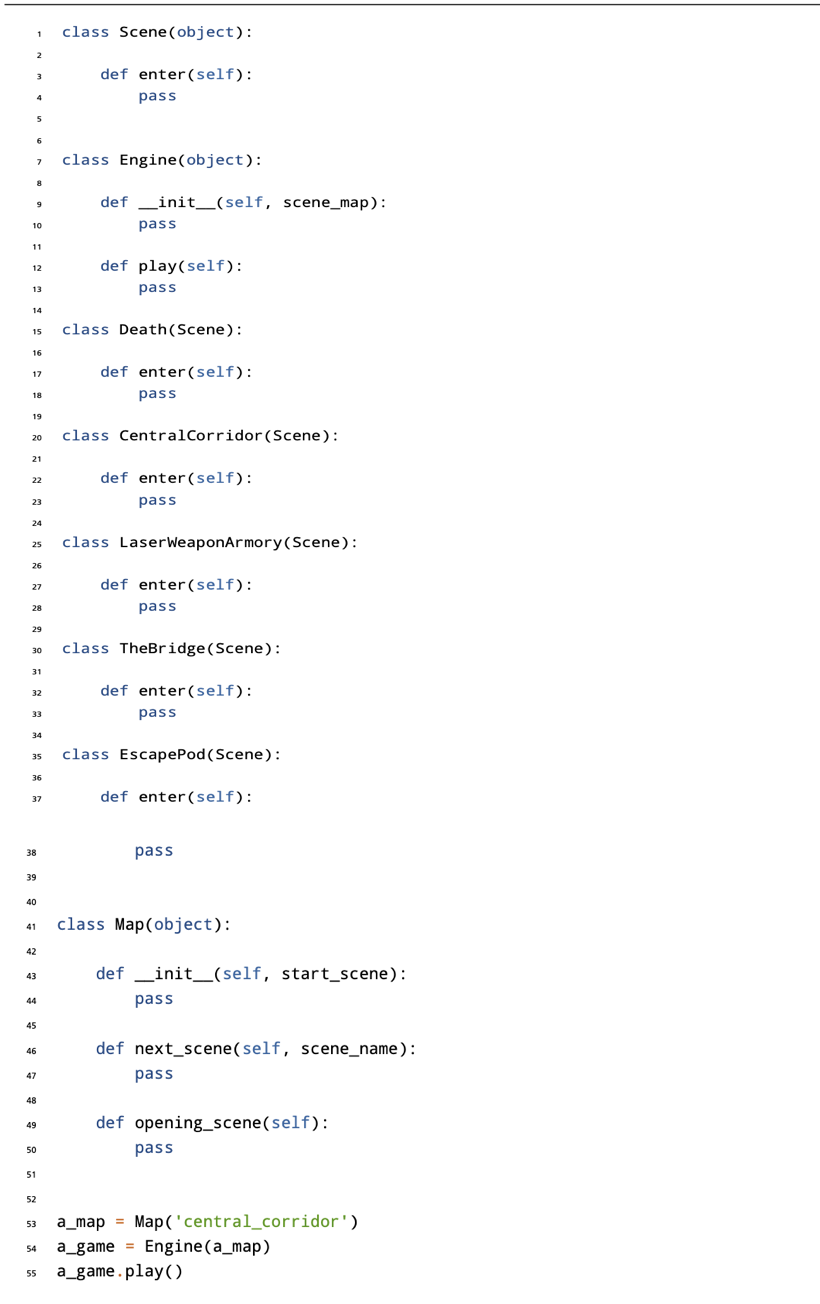 1 class Scene(object):
2
3     def enter(self):
4         pass
5
6
7 class Engine(object):
8
9     def __init__(self, scene_map):
10         pass
11
12     def play(self):
13         pass
14
15 class Death(Scene):
16
17     def enter(self):
18         pass
19
20 class CentralCorridor(Scene):
21
22     def enter(self):
23         pass
24
25 class LaserWeaponArmory(Scene):
26
27     def enter(self):
28         pass
29
30 class TheBridge(Scene):
31
32     def enter(self):
33         pass
34
35 class EscapePod(Scene):
36
37     def enter(self):
38         pass
39
40
41 class Map(object):
42
43     def __init__(self, start_scene):
44         pass
45
46     def next_scene(self, scene_name):
47         pass
48
49     def opening_scene(self):
50         pass
51
52
53 a_map = Map('central_corridor')
54 a_game = Engine(a_map)
55 a_game.play()